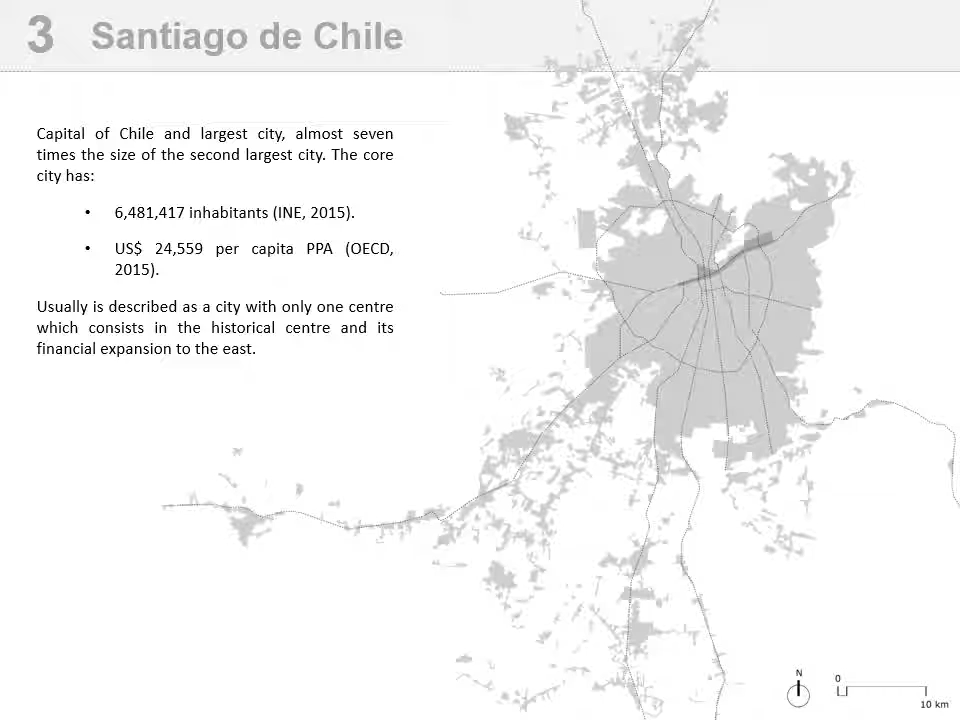 3 Santiago de Chile
Capital of Chile and largest city, almost seven
times the size of the second largest city. The core
city has:
• 6,481,417 inhabitants (INE, 2015).
• US$ 24,559 per capita PPA (OECD,
2015).
Usually is described as a city with only one centre
which consists in the historical centre and its
financial expansion to the east.
N
0
10 km